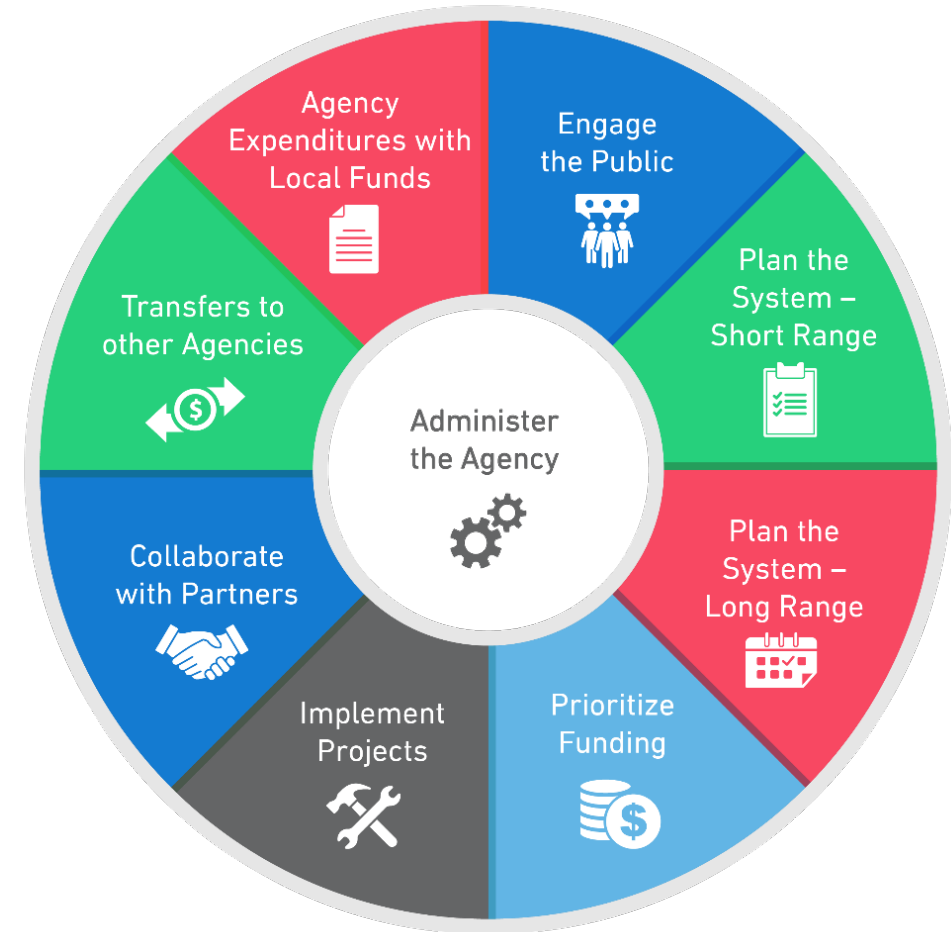 Agency
Expenditures with
Local Funds
Engage
the Public
Plan the
System –
Short Range
Plan the
System –
Long Range
Prioritize
Funding
Implement
Projects
Collaborate
with Partners
Transfers to
other Agencies
$
Administer
the Agency
$